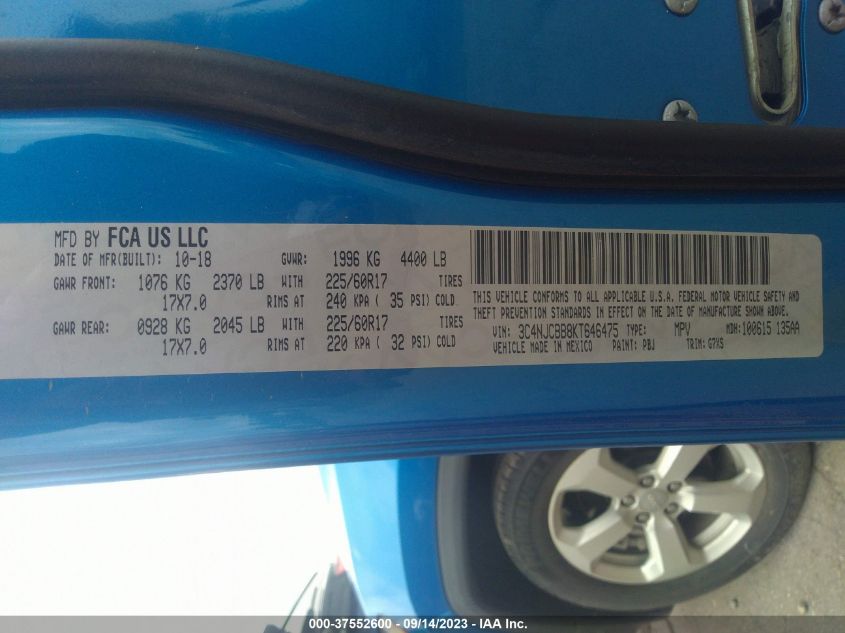 MFD BY FCA US LLC
DATE OF MFR(BUILT): 10-18 GVWR: 1996 KG 4400 LB
GAWR FRONT: 1076 KG 2370 LB WITH 225/60R17 TIRES
17X7.0 RIMS AT 240 KPA ( 35 PSI) COLD
GAWR REAR: 0928 KG 2045 LB WITH 225/60R17 TIRES
17X7.0 RIMS AT 220 KPA ( 32 PSI) COLD
THIS VEHICLE CONFORMS TO ALL APPLICABLE U.S.A. FEDERAL MOTOR VEHICLE SAFETY AND
THEFT PREVENTION STANDARDS IN EFFECT ON THE DATE OF MANUFACTURE SHOWN ABOVE.
VIN: 3C4NJCBB8KT646475 TYPE: MPV MDH:100615 135AA
VEHICLE MADE IN MEXICO PAINT: PBJ TRIM: G7XS
000-37552600 - 09/14/2023 - IAA Inc.